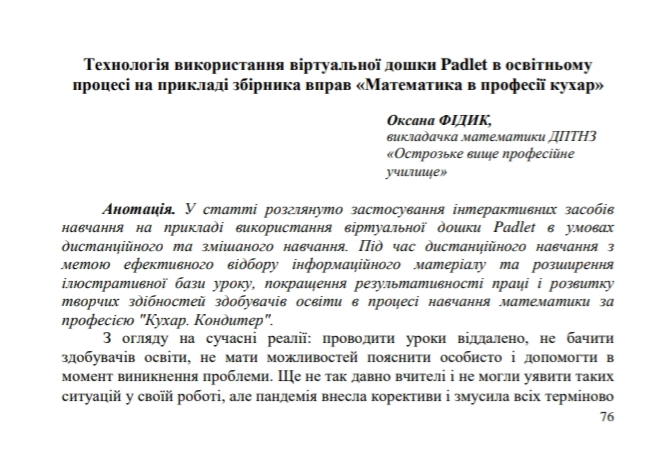 Технологія використання віртуальної дошки Padlet в освітньому
процесі на прикладі збірника вправ «Математика в професії кухар»
Оксана ФІДИК,
викладачка математики ДПТНЗ
«Острозьке вище професійне
училище»
Анотація. У статті розглянуто застосування інтерактивних засобів
навчання на прикладі використання віртуальної дошки Padlet в умовах
дистанційного та змішаного навчання. Під час дистанційного навчання з
метою ефективного відбору інформаційного матеріалу та розширення
ілюстративної бази уроку, покращення результативності праці і розвитку
творчих здібностей здобувачів освіти в процесі навчання математики за
професією "Кухар. Кондитер".
З огляду на сучасні реалії: проводити уроки віддалено, не бачити
здобувачів освіти, не мати можливостей пояснити особисто і допомогти в
момент виникнення проблеми. Ще не так давно вчителі і не могли уявити таких
ситуацій у своїй роботі, але пандемія внесла корективи і змусила всіх терміново
76